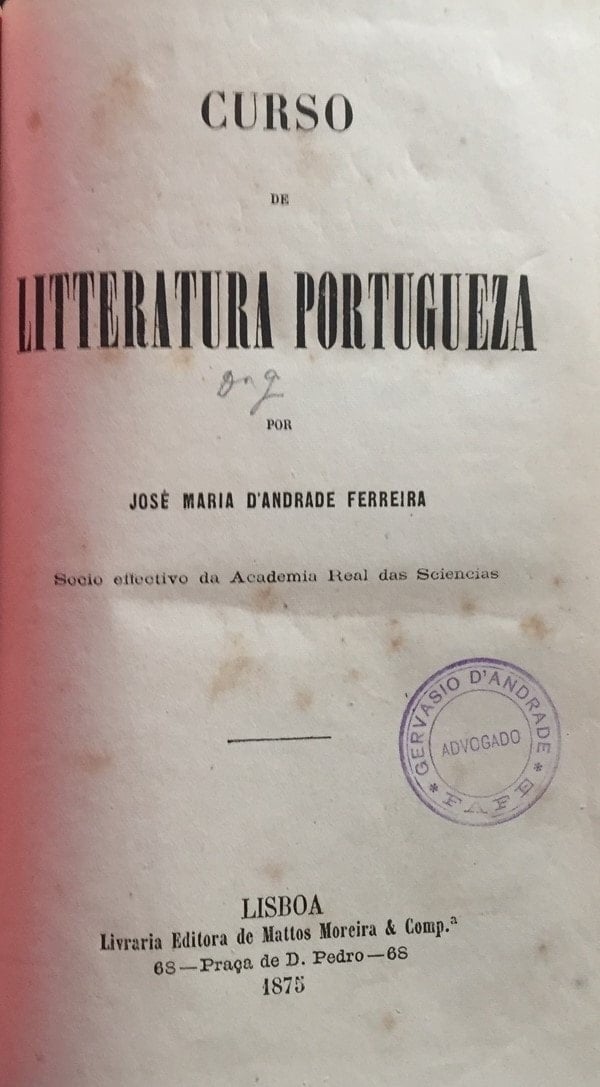 CURSO
DE
LITTERATURA PORTUGUEZA
POR
JOSÉ MARIA D'ANDRADE FERREIRA
Socio effectivo da Academia Real das Sciencias
GERVASIO D'ANDRADE
ADVOGADO
* FAFE *
LISBOA
Livraria Editora de Mattos Moreira & Comp.ª
68—Praça de D. Pedro—68
1875